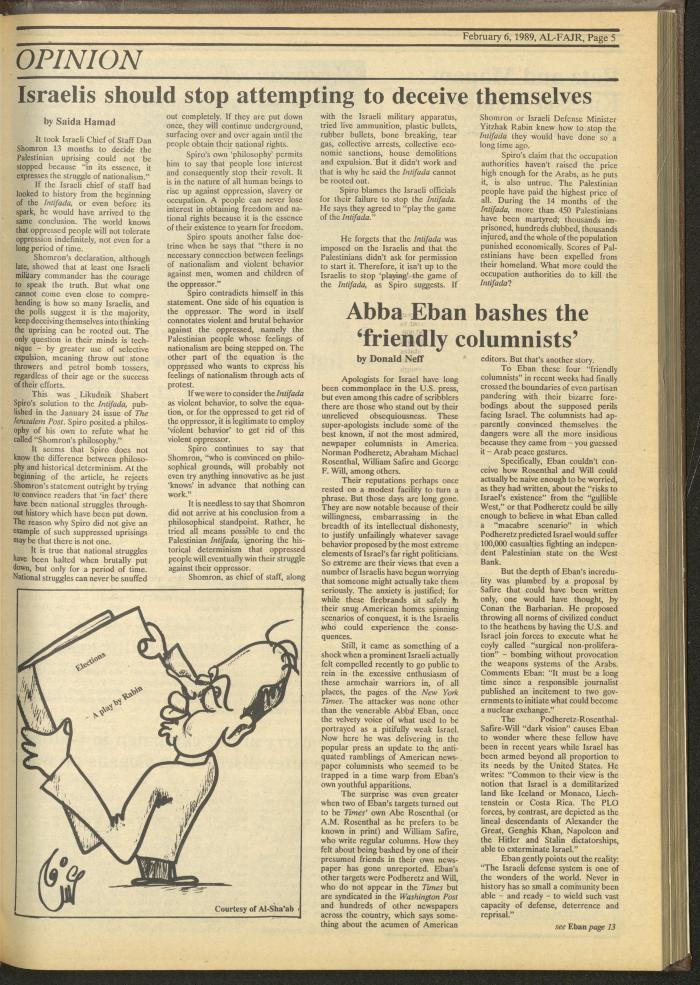 February 6, 1989, AL-FAJR, Page 5
OPINION
Israelis should stop attempting to deceive themselves
by Saida Hamad
It took Israeli Chief of Staff Dan
Shomron 13 months to decide the
Palestinian uprising could not be
stopped because "in its essence, it
expresses the struggle of nationalism."
If the Israeli chief of staff had
looked to history from the beginning
of the Intifada, or even before its
spark, he would have arrived to the
same conclusion. The world knows
that oppressed people will not tolerate
oppression indefinitely, not even for a
long period of time.
Shomron's declaration, although
late, showed that at least one Israeli
military commander has the courage
to speak the truth. But what one
cannot come even close to compre-
hending is how so many Israelis, and
the polls suggest it is the majority,
keep deceiving themselves into thinking
the uprising can be rooted out. The
only question in their minds is tech-
nique – by greater use of selective
expulsion, meaning throw out stone
throwers and petrol bomb tossers,
regardless of their age or the success
of their efforts.
This was Likudnik Shabert
Spiro's solution to the Intifada, pub-
lished in the January 24 issue of The
Jerusalem Post. Spiro posited a philos-
ophy of his own to refute what he
called "Shomron's philosophy."
It seems that Spiro does not
know the difference between philoso-
phy and historical determinism. At the
beginning of the article, he rejects
Shomron's statement outright by trying
to convince readers that 'in fact' there
have been national struggles through-
out history which have been put down.
The reason why Spiro did not give an
example of such suppressed uprisings
may be that there is not one.
It is true that national struggles
have been halted when brutally put
down, but only for a period of time.
National struggles can never be snuffed
out completely. If they are put down
once, they will continue underground,
surfacing over and over again until the
people obtain their national rights.
Spiro's own 'philosophy' permits
him to say that people lose interest
and consequently stop their revolt. It
is in the nature of all human beings to
rise up against oppression, slavery or
occupation. A people can never lose
interest in obtaining freedom and na-
tional rights because it is the essence
of their existence to yearn for freedom.
Spiro spouts another false doc-
trine when he says that "there is no
necessary connection between feelings
of nationalism and violent behavior
against men, women and children of
the oppressor."
Spiro contradicts himself in this
statement. One side of his equation is
the oppressor. The word in itself
connotates violent and brutal behavior
against the oppressed, namely the
Palestinian people whose feelings of
nationalism are being stepped on. The
other part of the equation is the
oppressed who wants to express his
feelings of nationalism through acts of
protest.
If we were to consider the Intifada
as violent behavior, to solve the equa-
tion, or for the oppressed to get rid of
the oppressor, it is legitimate to employ
'violent behavior' to get rid of this
violent oppressor.
Spiro continues to say that
Shomron, "who is convinced on philo-
sophical grounds, will probably not
even try anything innovative as he just
'knows' in advance that nothing can
work."
It is needless to say that Shomron
did not arrive at his conclusion from a
philosophical standpoint. Rather, he
tried all means possible to end the
Palestinian Intifada, ignoring the his-
torical determinism that oppressed
people will eventually win their struggle
against their oppressor.
Shomron, as chief of staff, along
with the Israeli military apparatus,
tried live ammunition, plastic bullets,
rubber bullets, bone breaking, tear
gas, collective arrests, collective eco-
nomic sanctions, house demolitions
and expulsion. But it didn't work and
that is why he said the Intifada cannot
be rooted out.
Spiro blames the Israeli officials
for their failure to stop the Intifada.
He says they agreed to "play the game
of the Intifada."
He forgets that the Intifada was
imposed on the Israelis and that the
Palestinians didn't ask for permission
to start it. Therefore, it isn't up to the
Israelis to stop 'playing' the game of
the Intifada, as Spiro suggests. If
Shomron or Israeli Defense Minister
Yitzhak Rabin knew how to stop the
Intifada they would have done so a
long time ago.
Spiro's claim that the occupation
authorities haven't raised the price
high enough for the Arabs, as he puts
it, is also untrue. The Palestinian
people have paid the highest price of
all. During the 14 months of the
Intifada, more than 450 Palestinians
have been martyred; thousands im-
prisoned, hundreds clubbed, thousands
injured, and the whole of the population
punished economically. Scores of Pal-
estinians have been expelled from
their homeland. What more could the
occupation authorities do to kill the
Intifada?
Elections
- A play by Rabin
Courtesy of Al-Sha'ab
Abba Eban bashes the
'friendly columnists'
by Donald Neff
Apologies for Israel have long
been commonplace in the U.S. press,
but even among this cadre of scribblers
there are those who stand out by their
unrelieved obsequiousness. These
super-apologists include some of the
best known, if not the most admired,
newspaper columnists in America.
Norman Podheretz, Abraham Michael
Rosenthal, William Safire and George
F. Will, among others.
Their reputations perhaps once
rested on a modest facility to turn a
phrase. But those days are long gone.
They are now notable because of their
willingness, embarrassing in the
breadth of its intellectual dishonesty,
to justify unfailingly whatever savage
behavior proposed by the most extreme
elements of Israel's far right politicians.
So extreme are their views that even a
number of Israelis have begun worrying
that someone might actually take them
seriously. The anxiety is justified; for
while these firebrands sit safely in
their snug American homes spinning
scenarios of conquest, it is the Israelis
who could experience the conse-
quences.
Still, it came as something of a
shock when a prominent Israeli actually
felt compelled recently to go public to
rein in the excessive enthusiasm of
these armchair warriors in, of all
places, the pages of the New York
Times. The attacker was none other
than the venerable Abba Eban, once
the velvety voice of what used to be
portrayed as a pitifully weak Israel.
Now here he was delivering in the
popular press an update to the anti-
quated ramblings of American news-
paper columnists who seemed to be
trapped in a time warp from Eban's
own youthful apparitions.
The surprise was even greater
when two of Eban's targets turned out
to be Times' own Abe Rosenthal (or
A.M. Rosenthal as he prefers to be
known in print) and William Safire,
who write regular columns. How they
felt about being bashed by one of their
presumed friends in their own news-
paper has gone unreported. Eban's
other targets were Podheretz and Will,
who do not appear in the Times but
are syndicated in the Washington Post
and hundreds of other newspapers
across the country, which says some-
thing about the acumen of American
editors. But that's another story.
To Eban these four "friendly
columnists" in recent weeks had finally
crossed the boundaries of even partisan
pandering with their bizarre fore-
bodings about the supposed perils
facing Israel. The columnists had ap-
parently convinced themselves the
dangers were all the more insidious
because they came from – you guessed
it – Arab peace gestures.
Specifically, Eban couldn't con-
ceive how Rosenthal and Will could
actually be naive enough to be worried,
as they had written, about the "risks to
Israel's existence" from the "gullible
West," or that Podheretz could be silly
enough to believe in what Eban called
a "macabre scenario" in which
Podheretz predicted Israel would suffer
100,000 casualties fighting an indepen-
dent Palestinian state on the West
Bank.
But the depth of Eban's incredu-
lity was plumbed by a proposal by
Safire that could have been written
only, one would have thought, by
Conan the Barbarian. He proposed
throwing all norms of civilized conduct
to the heathens by having the U.S. and
Israel join forces to execute what he
coyly called "surgical non-prolifera-
tion" – bombing without provocation
the weapons systems of the Arabs.
Comments Eban: "It must be a long
time since a responsible journalist
published an incitement to two gov-
ernments to initiate what could become
a nuclear exchange."
The Podheretz-Rosenthal-
Safire-Will "dark vision" causes Eban
to wonder where these fellow have
been in recent years while Israel has
been armed beyond all proportion to
its needs by the United States. He
writes: "Common to their view is the
notion that Israel is a demilitarized
land like Iceland or Monaco, Liech-
tenstein or Costa Rica. The PLO
forces, by contrast, are depicted as the
lineal descendants of Alexander the
Great, Genghis Khan, Napoleon and
the Hitler and Stalin dictatorships,
able to exterminate Israel."
Eban gently points out the reality:
"The Israeli defense system is one of
the wonders of the world. Never in
history has so small a community been
able – and ready – to wield such vast
capacity of defense, deterrence and
reprisal."
see Eban page 13